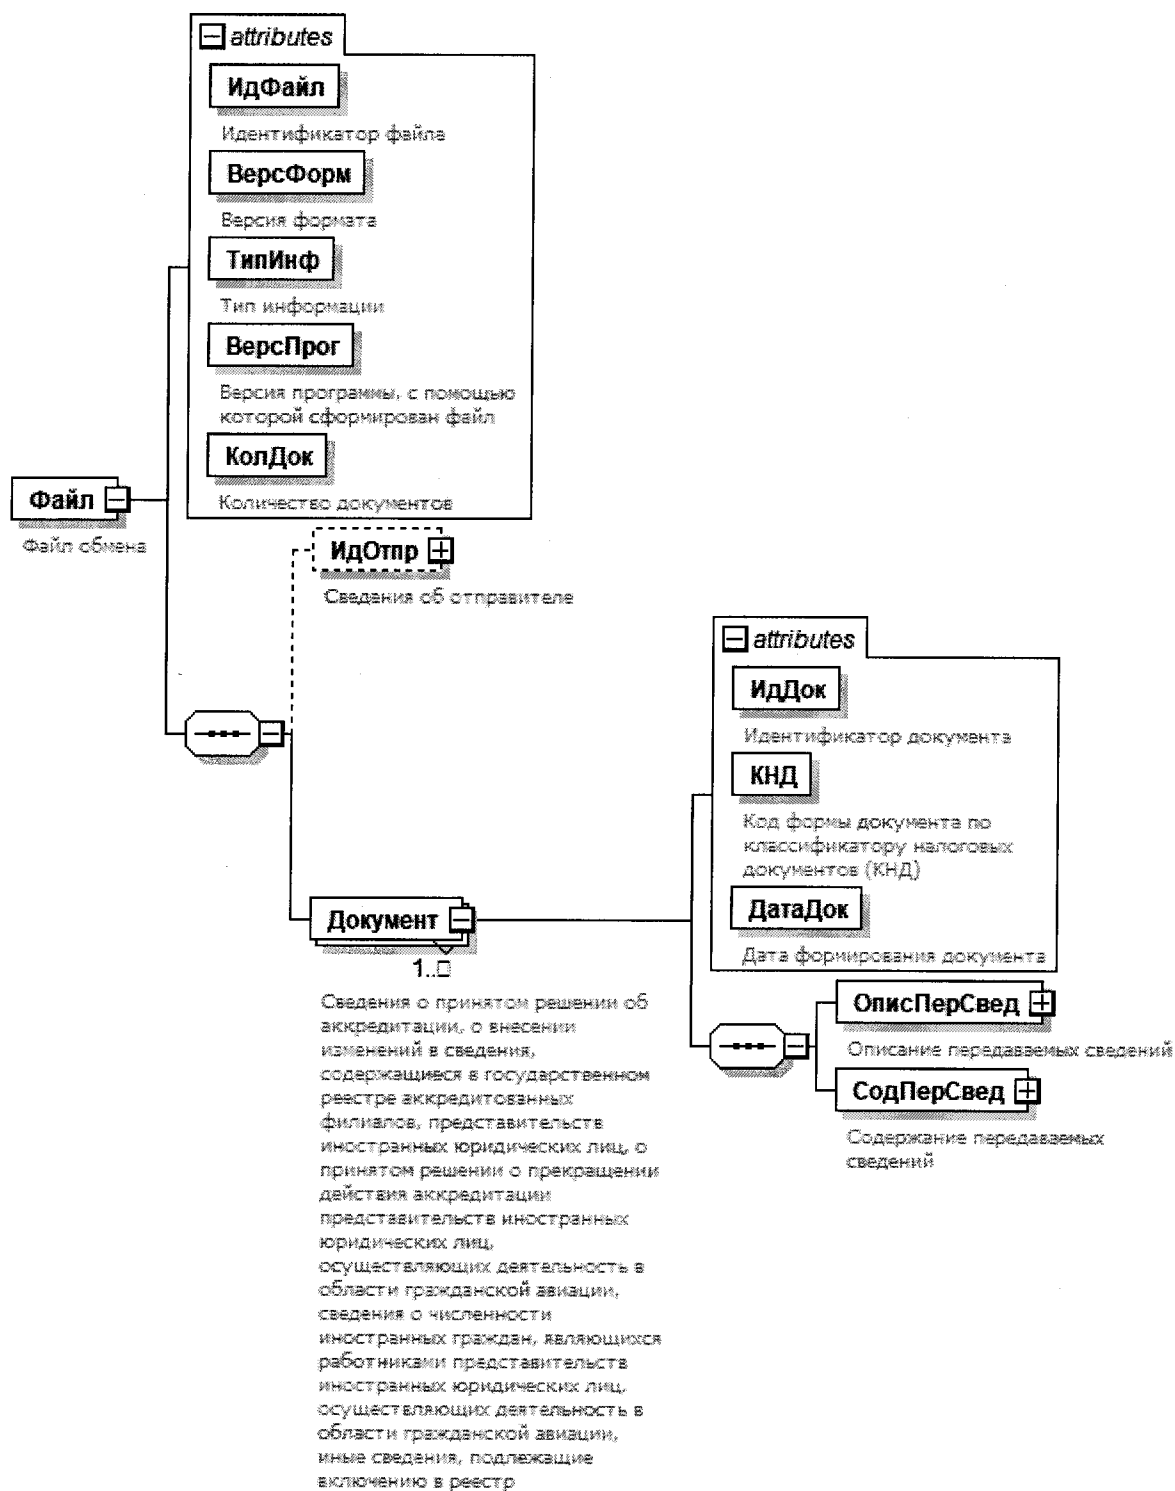 attributes
ИдФайл
Идентификатор файла
ВерсФорм
Версия формата
ТипИнф
Тип информации
ВерсПрог
Версия программы, с помощью
которой сформирован файл
КолДок
Количество документов
Файл
Файл обмена
ИдОтпр
Сведения об отправителе
attributes
ИдДок
Идентификатор документа
КНД
Код формы документа по
классификатору налоговых
документов (КНД)
ДатаДок
Дата формирования документа
Документ
1..□
Сведения о принятом решении об
аккредитации, о внесении
изменений в сведения,
содержащиеся в государственном
реестре аккредитованных
филиалов, представительств
иностранных юридических лиц, о
принятом решении о прекращении
действия аккредитации
представительств иностранных
юридических лиц,
осуществляющих деятельность в
области гражданской авиации,
сведения о численности
иностранных граждан, являющихся
работниками представительств
иностранных юридических лиц,
осуществляющих деятельность в
области гражданской авиации,
иные сведения, подлежащие
включению в реестр
ОписПерСвед
Описание передаваемых сведений
СодПерСвед
Содержание передаваемых
сведений